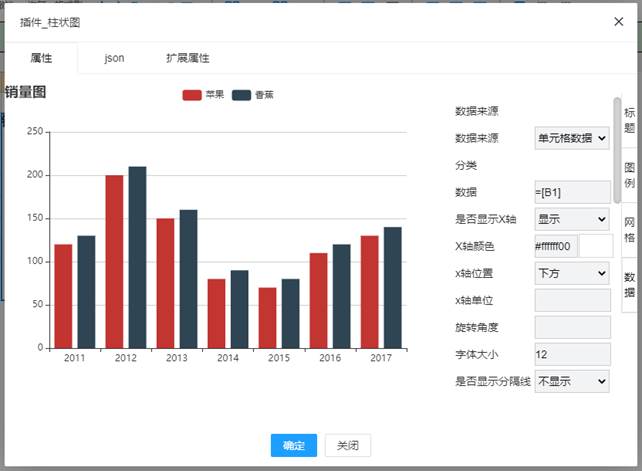 插件_柱状图
属性
json
扩展属性
销量图
苹果
香蕉
250
200
150
100
50
0
2011
2012
2013
2014
2015
2016
2017
数据来源
数据来源
单元格数据
分类
数据
=[B1]
是否显示X轴
显示
X轴颜色
#ffffff00
x轴位置
下方
x轴单位
旋转角度
字体大小
12
是否显示分隔线
不显示
标题
图例
网格
数据
确定
关闭